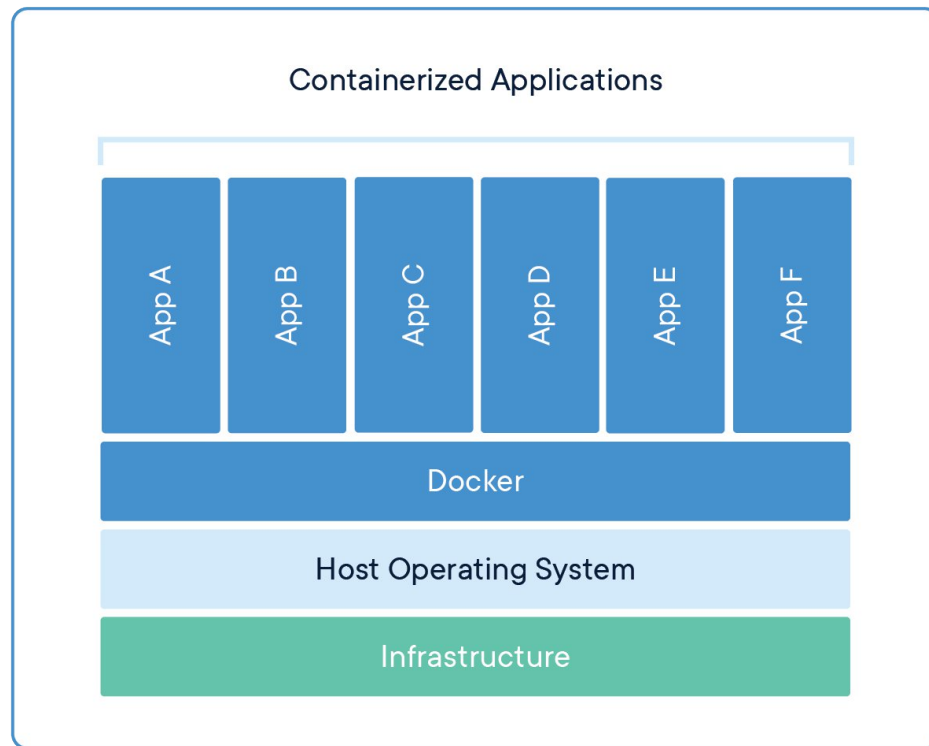 Containerized Applications
App A
App B
App C
App D
App E
App F
Docker
Host Operating System
Infrastructure